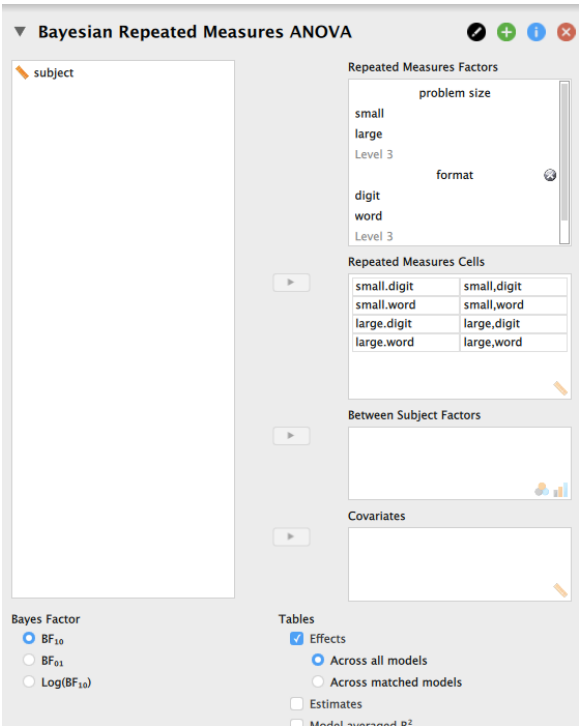 Bayesian Repeated Measures ANOVA
subject
Repeated Measures Factors
problem size
small
large
Level 3
format
digit
word
Level 3
Repeated Measures Cells
small.digit small,digit
small.word small,word
large.digit large,digit
large.word large,word
Between Subject Factors
Covariates
Bayes Factor
BF₁₀
BF₀₁
Log(BF₁₀)
Tables
Effects
Across all models
Across matched models
Estimates
Model averaged R²